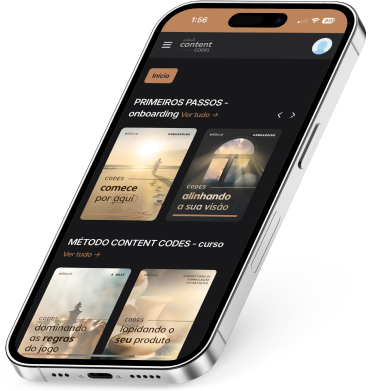 1:56
content
CODES
Início
PRIMEIROS PASSOS -
onboarding Ver tudo →
MÓDULO
ONBOARDING
CODES
comece
por aqui
MÓDULO
ONBOARDING
CODES
alinhando
a sua visão
MÉTODO CONTENT CODES - curso
Ver tudo →
MÓDULO
CODES
dominando
as regras
do jogo
CODES
lapidando o
seu produto